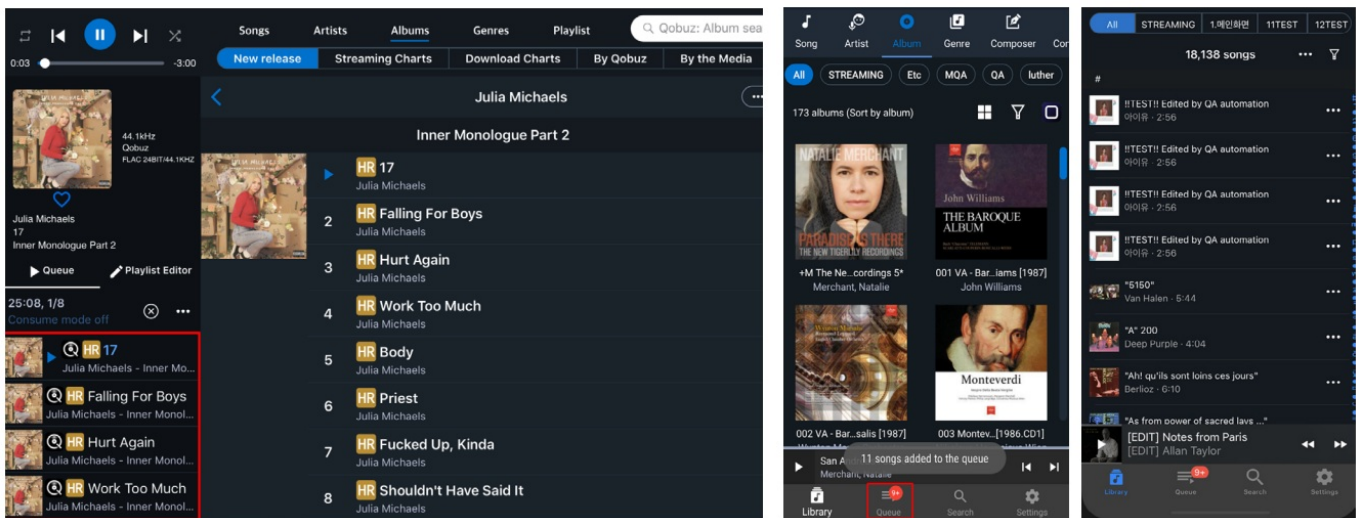 Songs
Artists
Albums
Genres
Playlist
Qobuz: Album sea
0:03
-3:00
New release
Streaming Charts
Download Charts
By Qobuz
By the Media
Julia Michaels
Inner Monologue Part 2
44.1kHz
Qobuz
FLAC 24BIT/44.1KHZ
Julia Michaels
17
Inner Monologue Part 2
Queue
Playlist Editor
25:08, 1/8
Consume mode off
HR 17
Julia Michaels - Inner Mo...
HR Falling For Boys
Julia Michaels - Inner Monol...
HR Hurt Again
Julia Michaels - Inner Monol...
HR Work Too Much
Julia Michaels - Inner Monol...
HR 17
Julia Michaels
2
HR Falling For Boys
Julia Michaels
3
HR Hurt Again
Julia Michaels
4
HR Work Too Much
Julia Michaels
5
HR Body
Julia Michaels
6
HR Priest
Julia Michaels
7
HR Fucked Up, Kinda
Julia Michaels
8
HR Shouldn't Have Said It
Julia Michaels
Song
Artist
Album
Genre
Composer
Cor
All
STREAMING
Etc
MQA
QA
luther
173 albums (Sort by album)
NATALIE MERCHANT
PARADISE IS THERE
THE NEW TIGERLILY RECORDINGS
John Williams
THE BAROQUE
ALBUM
+M The Ne...cordings 5*
Merchant, Natalie
001 VA - Bar...iams [1987]
John Williams
Wynton Marsalis
Monteverdi
002 VA - Bar...salis [1987]
003 Montev...[1986.CD1]
11 songs added to the queue
Merchant, Natalie
Library
9+
Queue
Search
Settings
All
STREAMING
1.메인화면
11TEST
12TEST
18,138 songs
#
!!TEST!! Edited by QA automation
아이유 · 2:56
!!TEST!! Edited by QA automation
아이유 · 2:56
!!TEST!! Edited by QA automation
아이유 · 2:56
!!TEST!! Edited by QA automation
아이유 · 2:56
"5150"
Van Halen · 5:44
"A" 200
Deep Purple · 4:04
"Ah! qu'ils sont loins ces jours"
Berlioz · 6:10
"As from power of sacred lays ..."
[EDIT] Notes from Paris
[EDIT] Allan Taylor
Library
9+
Queue
Search
Settings